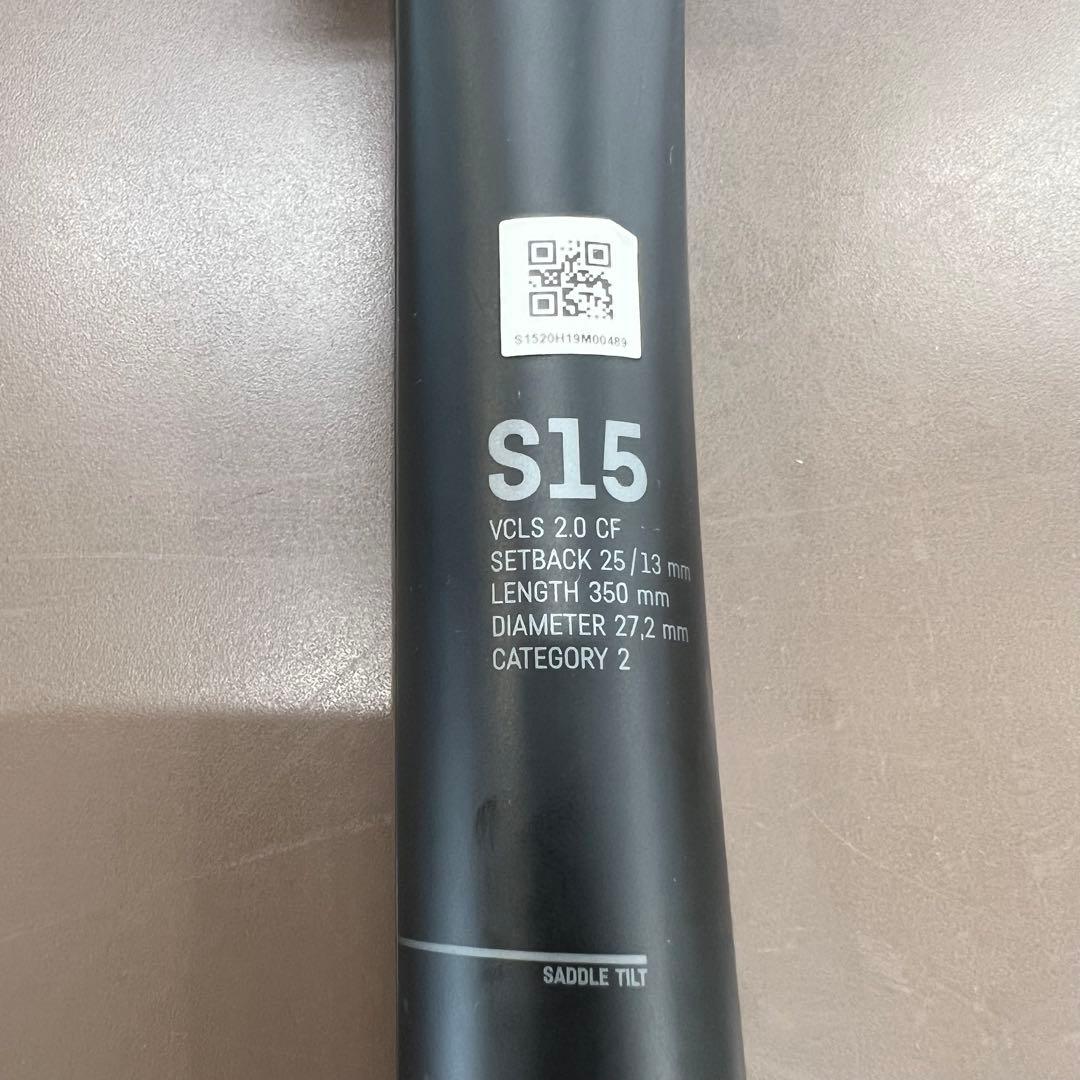 S1520H19M00489
S15
VCLS 2.0 CF
SETBACK 25/13 mm
LENGTH 350 mm
DIAMETER 27,2 mm
CATEGORY 2
SADDLE TILT